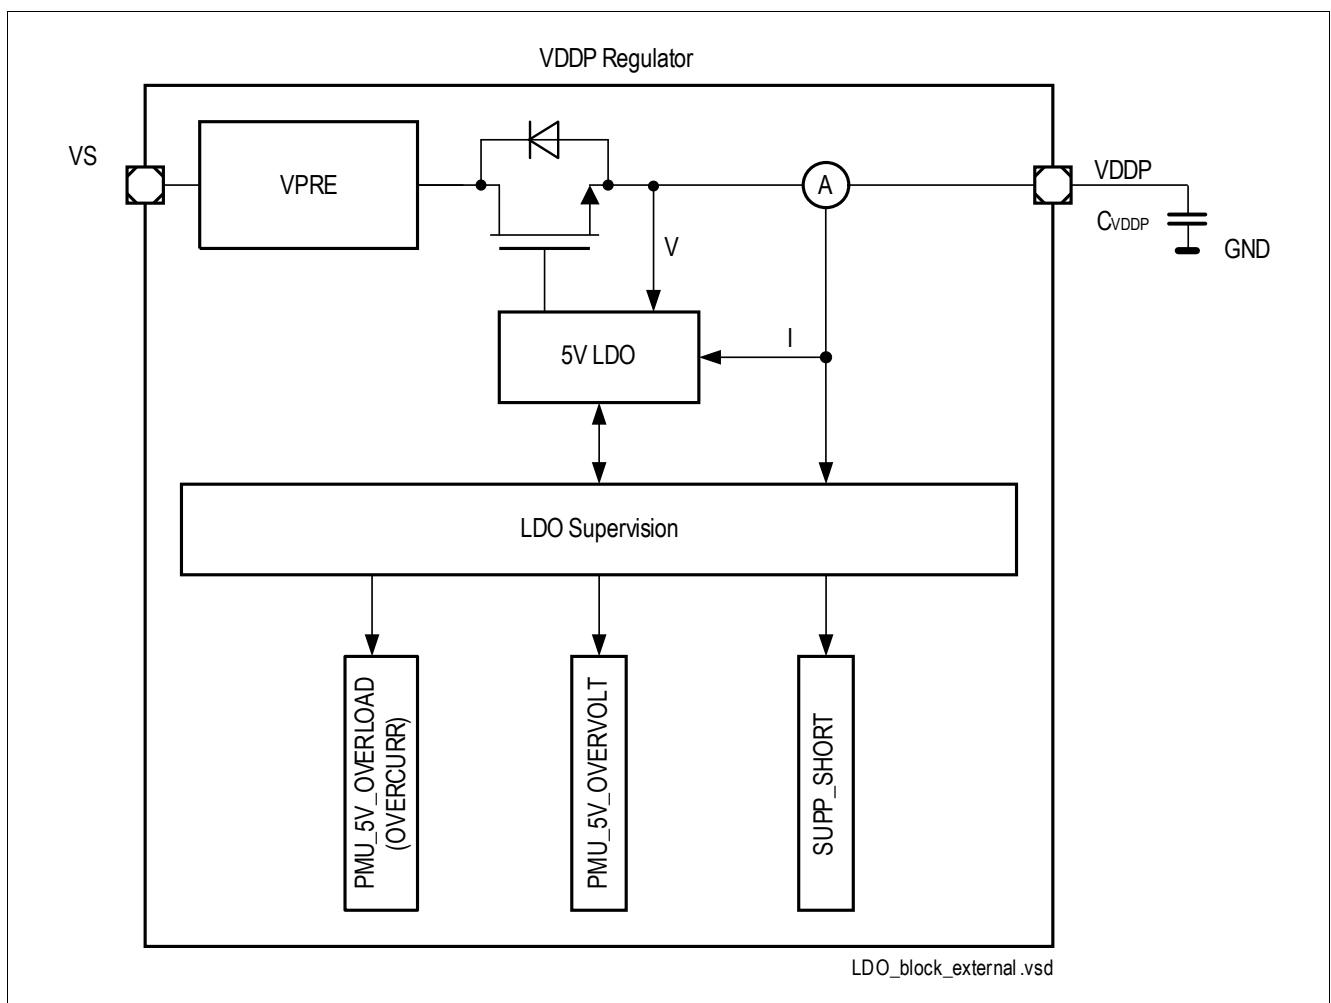 VDDP Regulator
VS
VPRE
A
VDDP
CVDDP
GND
V
I
5V LDO
LDO Supervision
PMU_5V_OVERLOAD
(OVERCURR)
PMU_5V_OVERVOLT
SUPP_SHORT
LDO_block_external.vsd